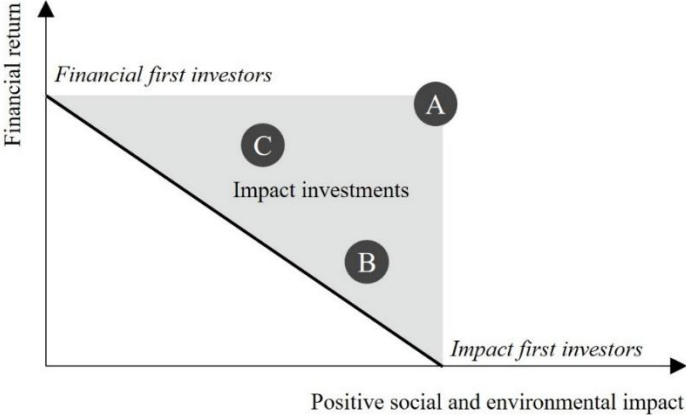 Financial return
Financial first investors
A
C
Impact investments
B
Impact first investors
Positive social and environmental impact